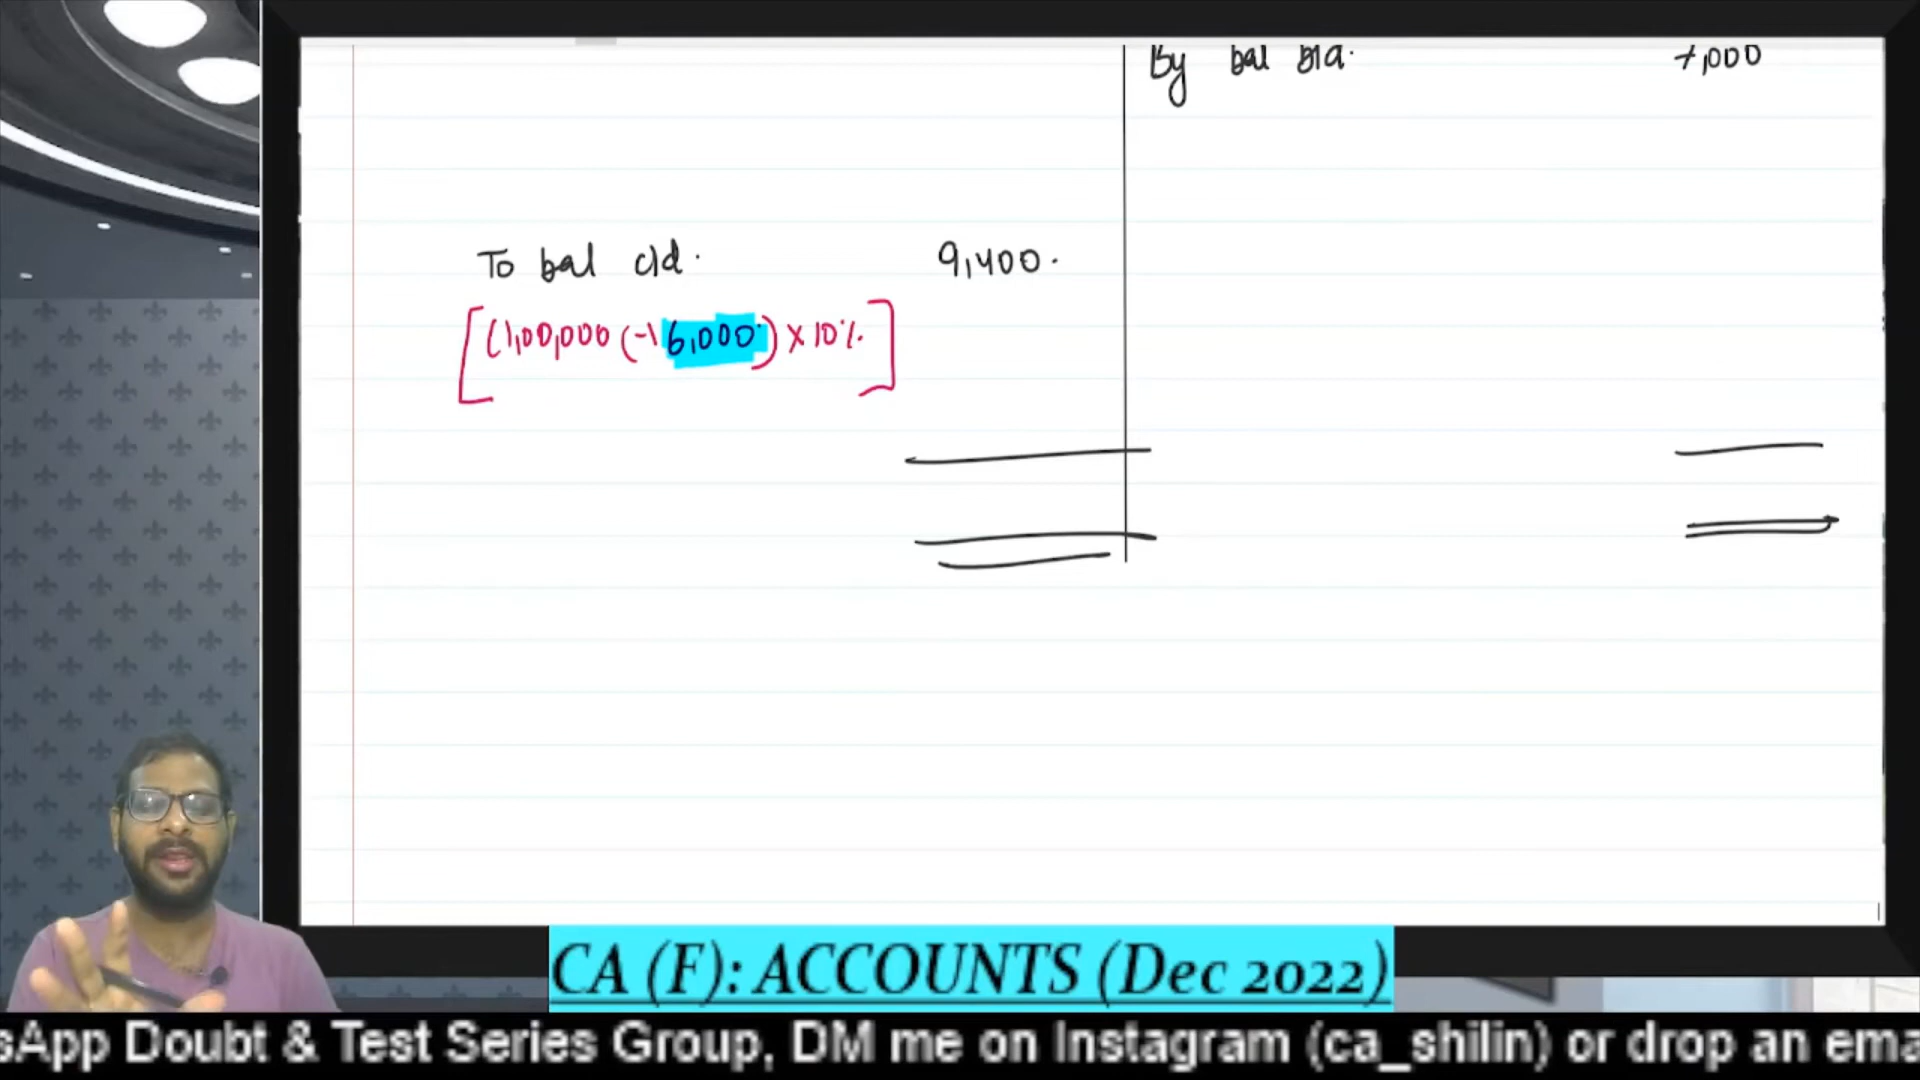 By bal b/d. 7,000
To bal c/d. 9,400.
[(1,00,000 (-) 6,000) x 10%]
CA (F): ACCOUNTS (Dec 2022)
sApp Doubt & Test Series Group, DM me on Instagram (ca_shilin) or drop an ema